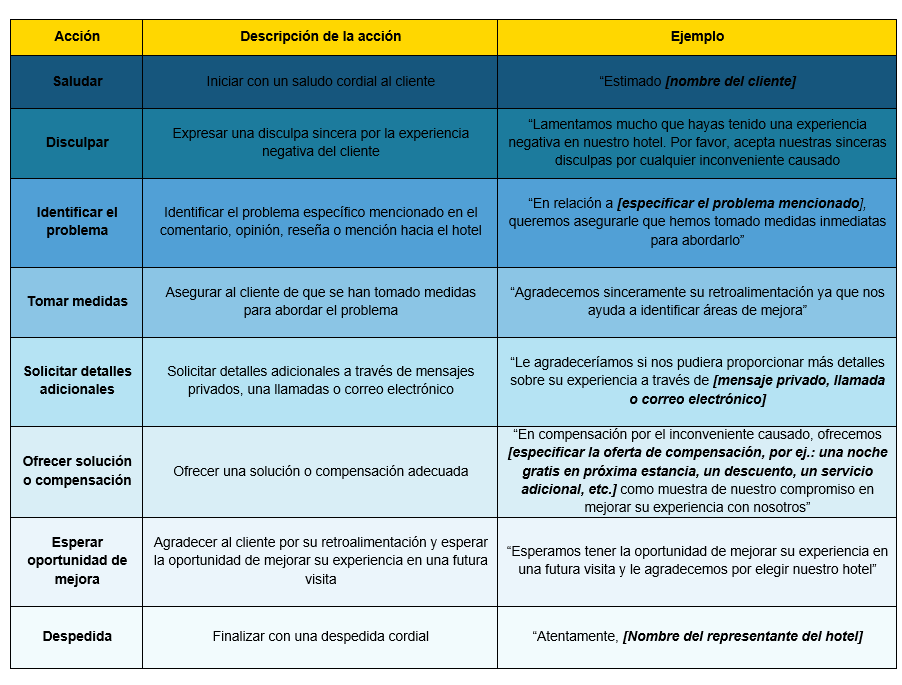 Acción
Descripción de la acción
Ejemplo
Saludar
Iniciar con un saludo cordial al cliente
“Estimado [nombre del cliente]
Disculpar
Expresar una disculpa sincera por la experiencia
negativa del cliente
“Lamentamos mucho que hayas tenido una experiencia
negativa en nuestro hotel. Por favor, acepta nuestras sinceras
disculpas por cualquier inconveniente causado
Identificar el
problema
Identificar el problema específico mencionado en el
comentario, opinión, reseña o mención hacia el hotel
“En relación a [especificar el problema mencionado],
queremos asegurarle que hemos tomado medidas inmediatas
para abordarlo”
Tomar medidas
Asegurar al cliente de que se han tomado medidas
para abordar el problema
“Agradecemos sinceramente su retroalimentación ya que nos
ayuda a identificar áreas de mejora”
Solicitar detalles
adicionales
Solicitar detalles adicionales a través de mensajes
privados, una llamadas o correo electrónico
“Le agradeceríamos si nos pudiera proporcionar más detalles
sobre su experiencia a través de [mensaje privado, llamada
o correo electrónico]
Ofrecer solución
o compensación
Ofrecer una solución o compensación adecuada
“En compensación por el inconveniente causado, ofrecemos
[especificar la oferta de compensación, por ej.: una noche
gratis en próxima estancia, un descuento, un servicio
adicional, etc.] como muestra de nuestro compromiso en
mejorar su experiencia con nosotros”
Esperar
oportunidad de
mejora
Agradecer al cliente por su retroalimentación y esperar
la oportunidad de mejorar su experiencia en una futura
visita
“Esperamos tener la oportunidad de mejorar su experiencia en
una futura visita y le agradecemos por elegir nuestro hotel”
Despedida
Finalizar con una despedida cordial
“Atentamente, [Nombre del representante del hotel]